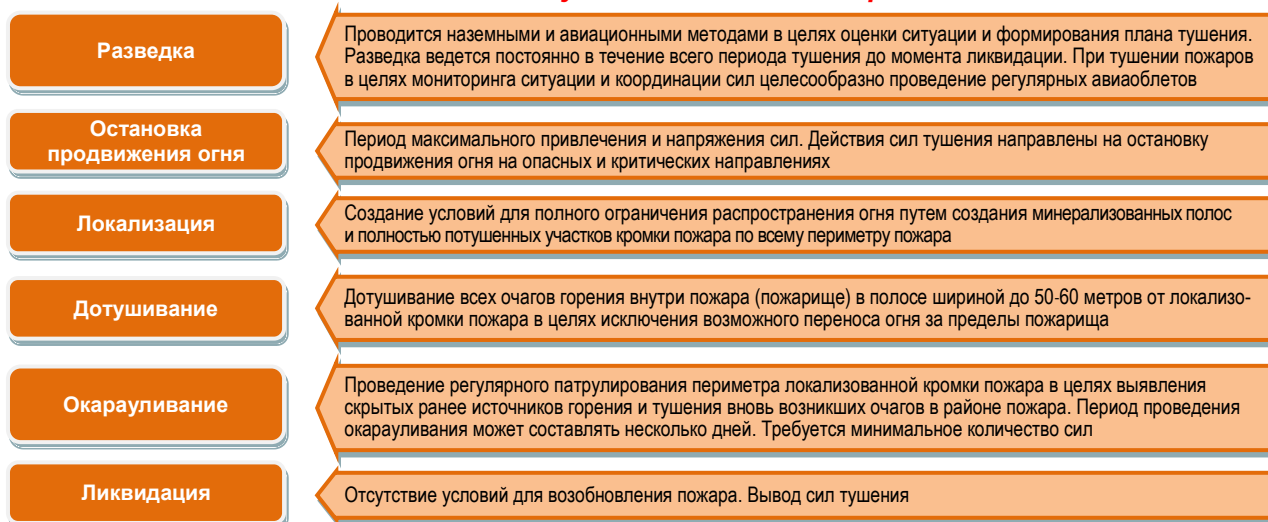 Разведка
Проводится наземными и авиационными методами в целях оценки ситуации и формирования плана тушения.
Разведка ведется постоянно в течение всего периода тушения до момента ликвидации. При тушении пожаров
в целях мониторинга ситуации и координации сил целесообразно проведение регулярных авиаоблетов
Остановка
продвижения огня
Период максимального привлечения и напряжения сил. Действия сил тушения направлены на остановку
продвижения огня на опасных и критических направлениях
Локализация
Создание условий для полного ограничения распространения огня путем создания минерализованных полос
и полностью потушенных участков кромки пожара по всему периметру пожара
Дотушивание
Дотушивание всех очагов горения внутри пожара (пожарище) в полосе шириной до 50-60 метров от локализо-
ванной кромки пожара в целях исключения возможного переноса огня за пределы пожарища
Окарауливание
Проведение регулярного патрулирования периметра локализованной кромки пожара в целях выявления
скрытых ранее источников горения и тушения вновь возникших очагов в районе пожара. Период проведения
окарауливания может составлять несколько дней. Требуется минимальное количество сил
Ликвидация
Отсутствие условий для возобновления пожара. Вывод сил тушения